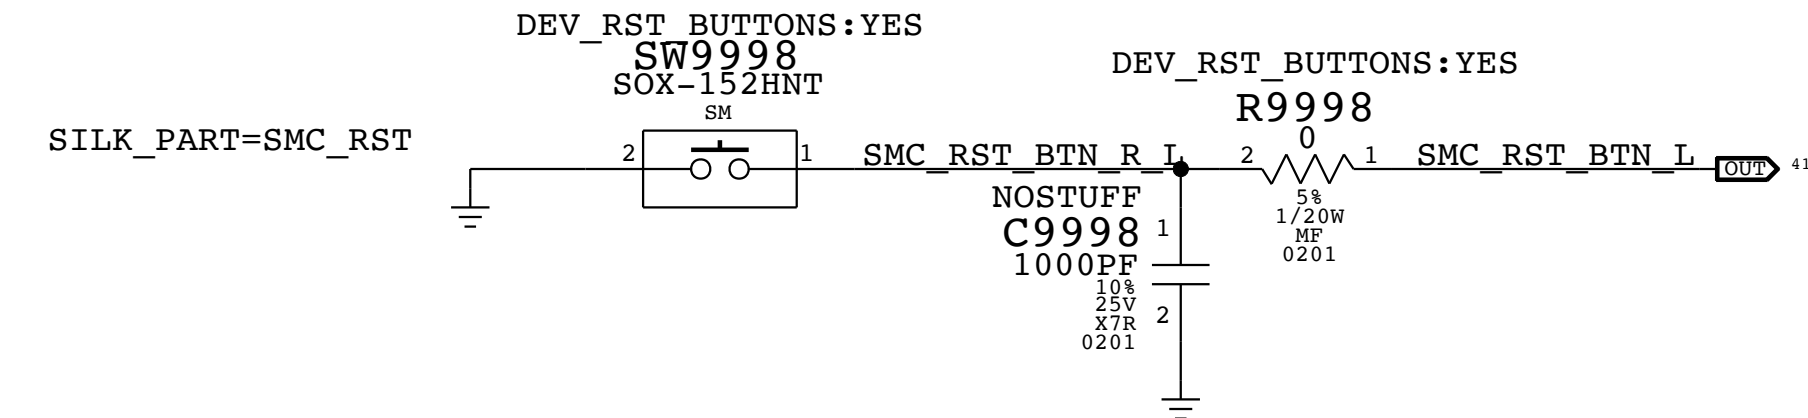 DEV_RST_BUTTONS:YES
SW9998
SOX-152HNT
SM
SILK_PART=SMC_RST
2
1
SMC_RST_BTN_R_L
DEV_RST_BUTTONS:YES
R9998
0
2
1
5%
1/20W
MF
0201
SMC_RST_BTN_L
OUT
41
NOSTUFF
C9998
1000PF
10%
25V
X7R
0201
1
2